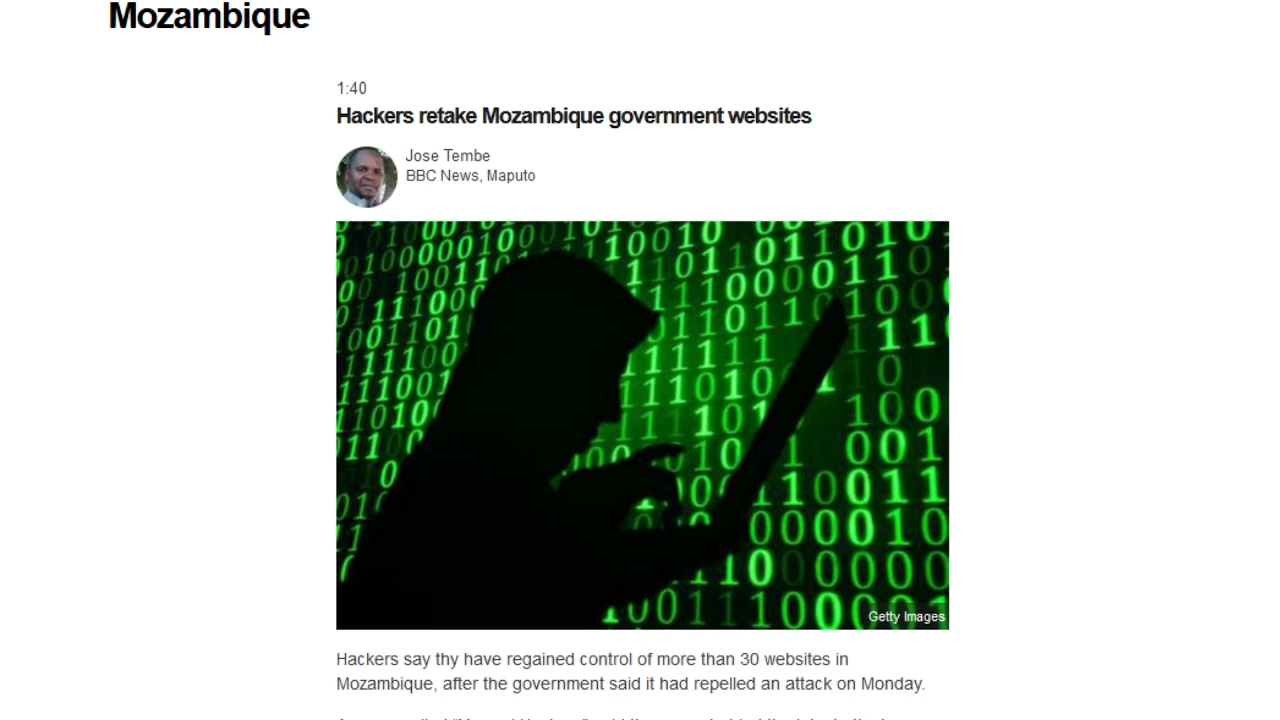 Mozambique
1:40
Hackers retake Mozambique government websites
Jose Tembe
BBC News, Maputo
Getty Images
Hackers say thy have regained control of more than 30 websites in
Mozambique, after the government said it had repelled an attack on Monday.